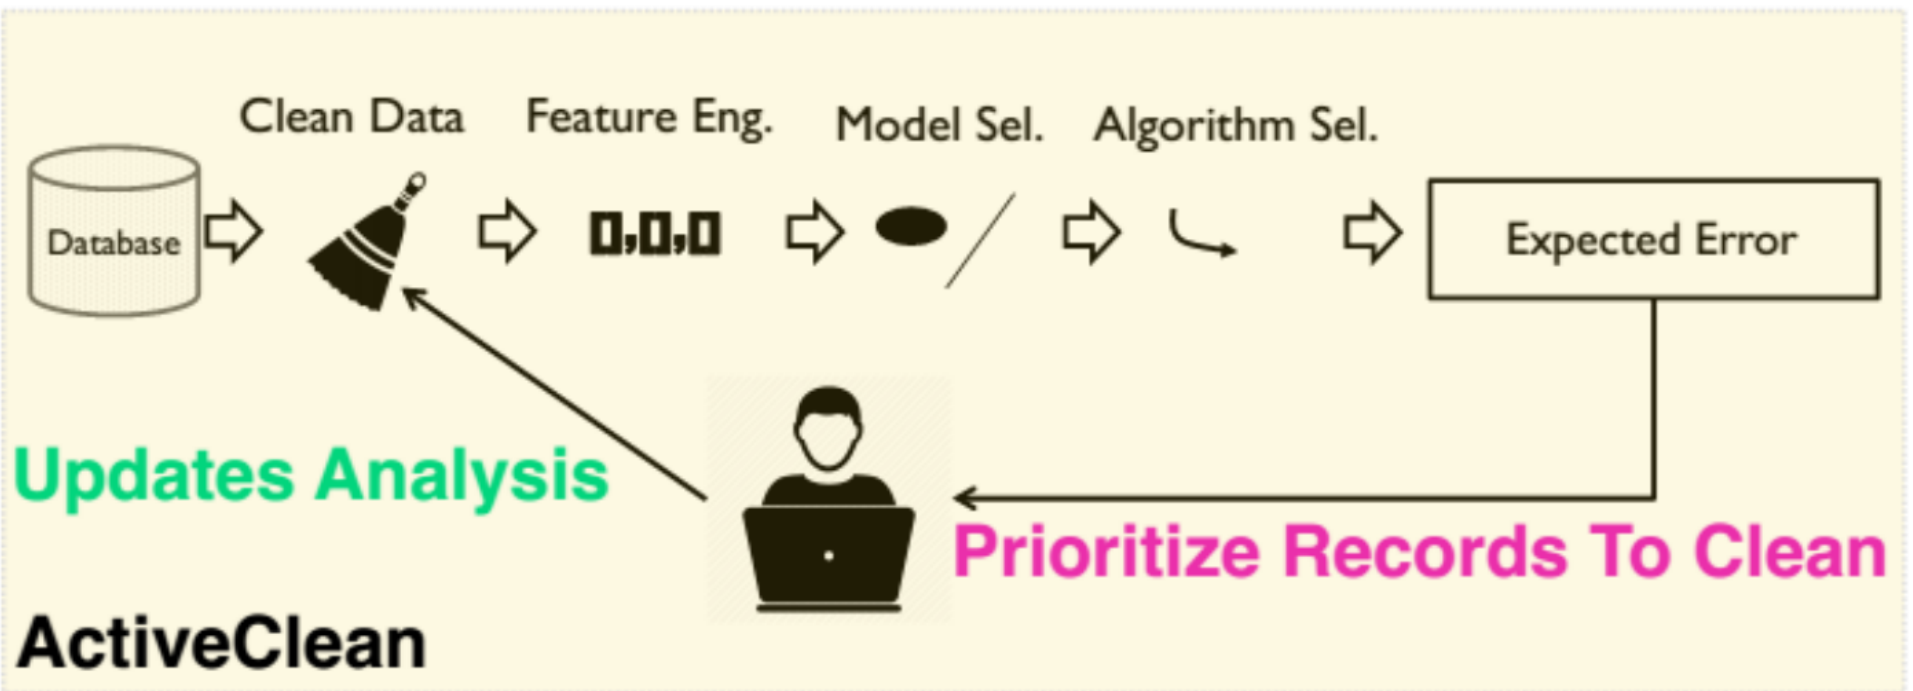 Clean Data
Feature Eng.
Model Sel.
Algorithm Sel.
Database
0,0,0
Expected Error
Updates Analysis
Prioritize Records To Clean
ActiveClean